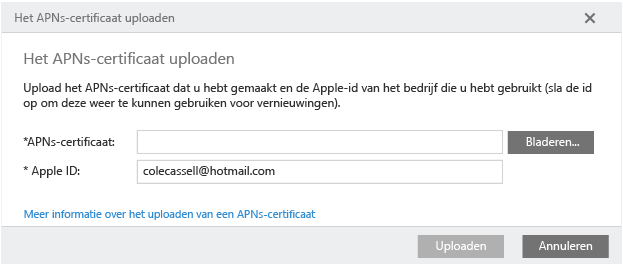 Het APNs-certificaat uploaden
Het APNs-certificaat uploaden
Upload het APNs-certificaat dat u hebt gemaakt en de Apple-id van het bedrijf die u hebt gebruikt (sla de id
op om deze weer te kunnen gebruiken voor vernieuwingen).
*APNs-certificaat:
Bladeren...
* Apple ID:
colecassell@hotmail.com
Meer informatie over het uploaden van een APNs-certificaat
Uploaden
Annuleren